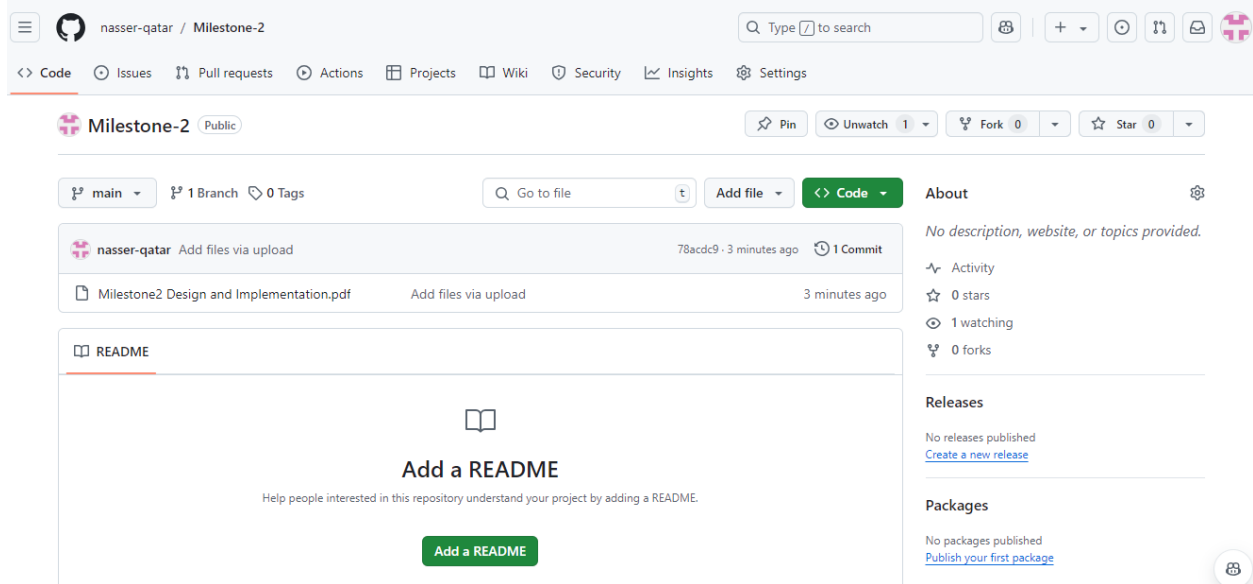 nasser-qatar / Milestone-2
Type / to search
Code Issues Pull requests Actions Projects Wiki Security Insights Settings
Milestone-2 Public
Pin Unwatch 1 Fork 0 Star 0
main 1 Branch 0 Tags Go to file t Add file Code
nasser-qatar Add files via upload 78acdc9 · 3 minutes ago 1 Commit
Milestone2 Design and Implementation.pdf Add files via upload 3 minutes ago
README
Add a README
Help people interested in this repository understand your project by adding a README.
Add a README
About
No description, website, or topics provided.
Activity
0 stars
1 watching
0 forks
Releases
No releases published
Create a new release
Packages
No packages published
Publish your first package